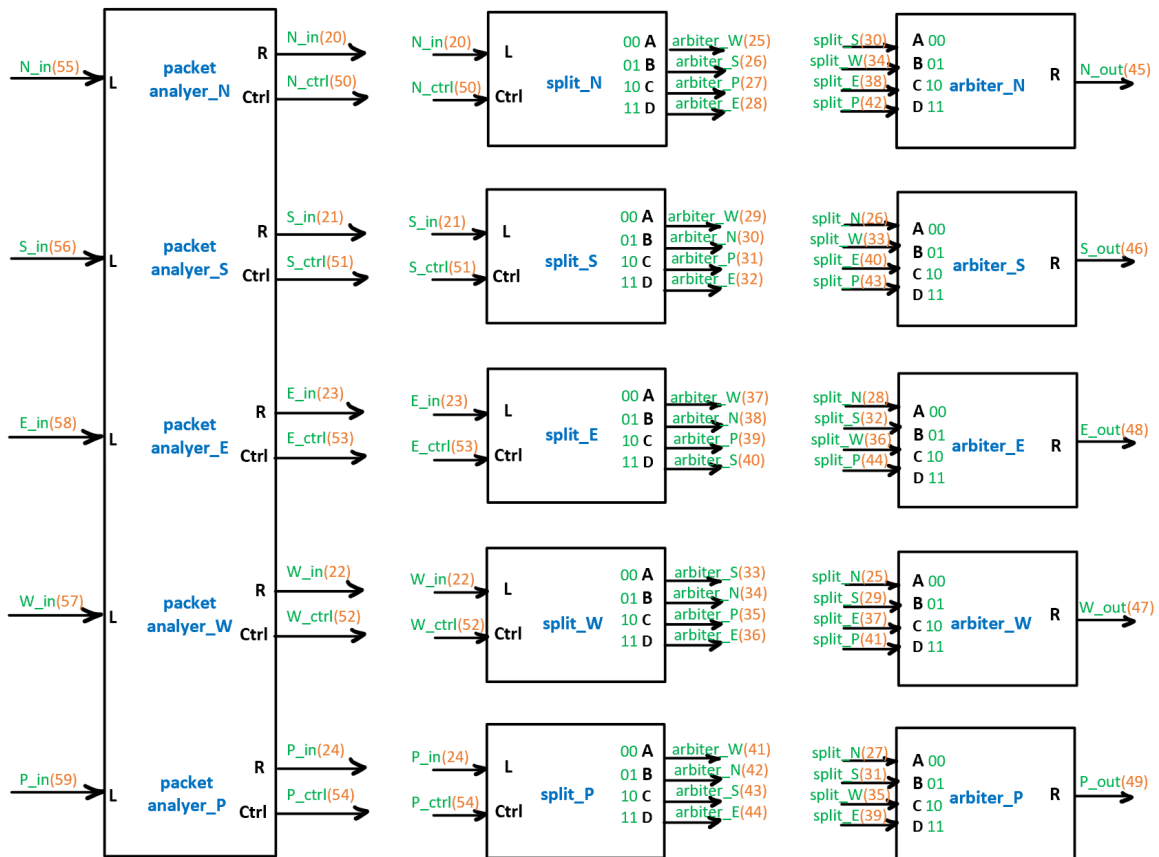 N_in(55)
L
packet
analyer_N
R
Ctrl
N_in(20)
N_ctrl(50)
N_in(20)
N_ctrl(50)
L
Ctrl
split_N
00 A
01 B
10 C
11 D
arbiter_W(25)
arbiter_S(26)
arbiter_P(27)
arbiter_E(28)
split_S(30)
split_W(34)
split_E(38)
split_P(42)
A 00
B 01
C 10
D 11
arbiter_N
R
N_out(45)
S_in(56)
L
packet
analyer_S
R
Ctrl
S_in(21)
S_ctrl(51)
S_in(21)
S_ctrl(51)
L
Ctrl
split_S
00 A
01 B
10 C
11 D
arbiter_W(29)
arbiter_N(30)
arbiter_P(31)
arbiter_E(32)
split_N(26)
split_W(33)
split_E(40)
split_P(43)
A 00
B 01
C 10
D 11
arbiter_S
R
S_out(46)
E_in(58)
L
packet
analyer_E
R
Ctrl
E_in(23)
E_ctrl(53)
E_in(23)
E_ctrl(53)
L
Ctrl
split_E
00 A
01 B
10 C
11 D
arbiter_W(37)
arbiter_N(38)
arbiter_P(39)
arbiter_S(40)
split_N(28)
split_S(32)
split_W(36)
split_P(44)
A 00
B 01
C 10
D 11
arbiter_E
R
E_out(48)
W_in(57)
L
packet
analyer_W
R
Ctrl
W_in(22)
W_ctrl(52)
W_in(22)
W_ctrl(52)
L
Ctrl
split_W
00 A
01 B
10 C
11 D
arbiter_S(33)
arbiter_N(34)
arbiter_P(35)
arbiter_E(36)
split_N(25)
split_S(29)
split_E(37)
split_P(41)
A 00
B 01
C 10
D 11
arbiter_W
R
W_out(47)
P_in(59)
L
packet
analyer_P
R
Ctrl
P_in(24)
P_ctrl(54)
P_in(24)
P_ctrl(54)
L
Ctrl
split_P
00 A
01 B
10 C
11 D
arbiter_W(41)
arbiter_N(42)
arbiter_S(43)
arbiter_E(44)
split_N(27)
split_S(31)
split_W(35)
split_E(39)
A 00
B 01
C 10
D 11
arbiter_P
R
P_out(49)